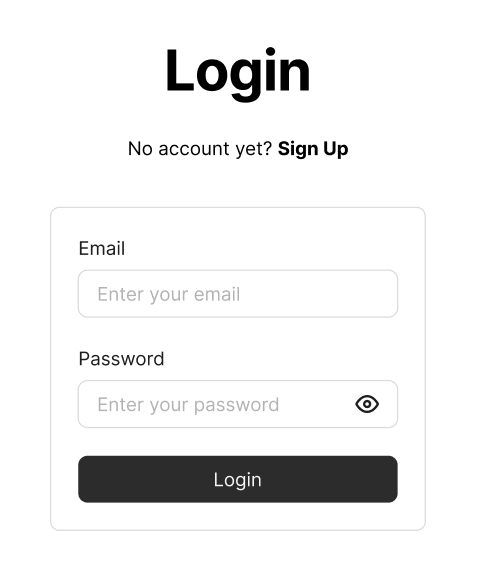 Login
No account yet? Sign Up
Email
Enter your email
Password
Enter your password
Login